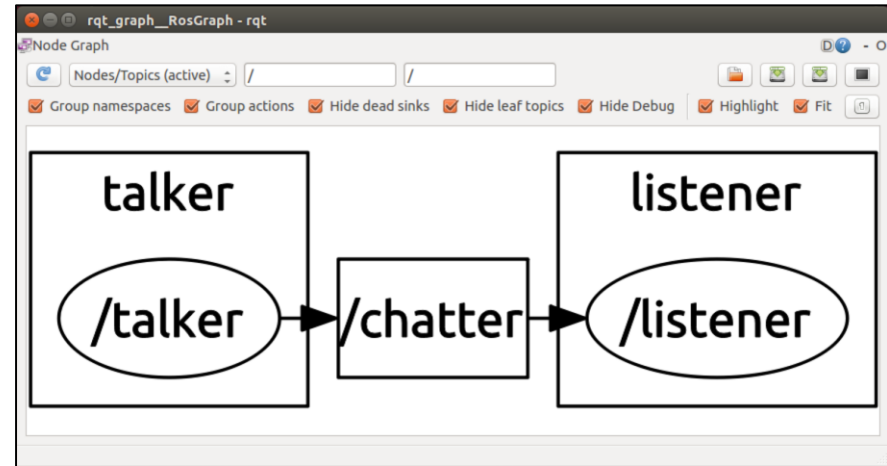 rqt_graph__RosGraph - rqt
Node Graph D - O
Nodes/Topics (active) / /
Group namespaces Group actions Hide dead sinks Hide leaf topics Hide Debug Highlight Fit
talker listener
/talker /chatter /listener